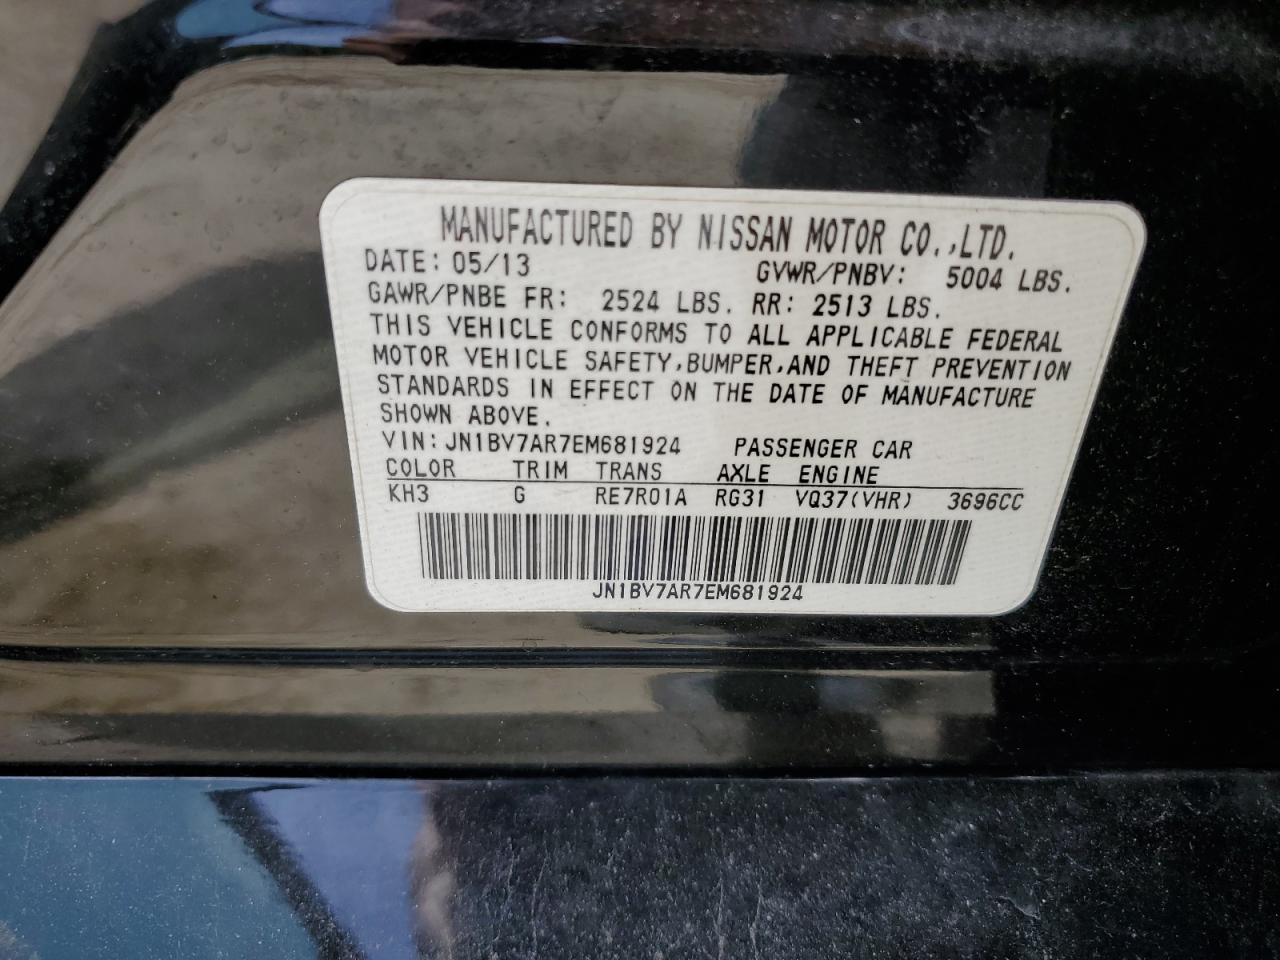 MANUFACTURED BY NISSAN MOTOR CO.,LTD.
DATE: 05/13 GVWR/PNBV: 5004 LBS.
GAWR/PNBE FR: 2524 LBS. RR: 2513 LBS.
THIS VEHICLE CONFORMS TO ALL APPLICABLE FEDERAL
MOTOR VEHICLE SAFETY,BUMPER,AND THEFT PREVENTION
STANDARDS IN EFFECT ON THE DATE OF MANUFACTURE
SHOWN ABOVE.
VIN:JN1BV7AR7EM681924 PASSENGER CAR
COLOR TRIM TRANS AXLE ENGINE
KH3 G RE7R01A RG31 VQ37(VHR) 3696CC
JN1BV7AR7EM681924